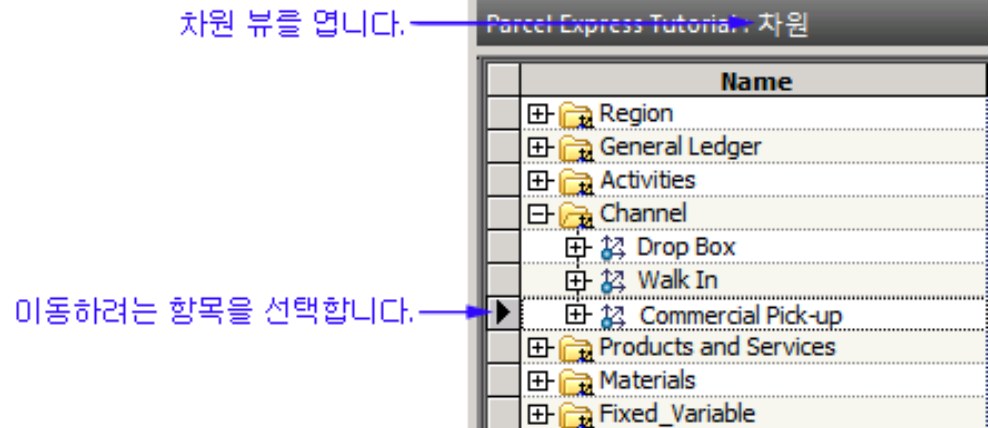 차원 뷰를 엽니다.
Parcel Express Tutorial : 차원
Name
Region
General Ledger
Activities
Channel
Drop Box
Walk In
이동하려는 항목을 선택합니다.
Commercial Pick-up
Products and Services
Materials
Fixed_Variable